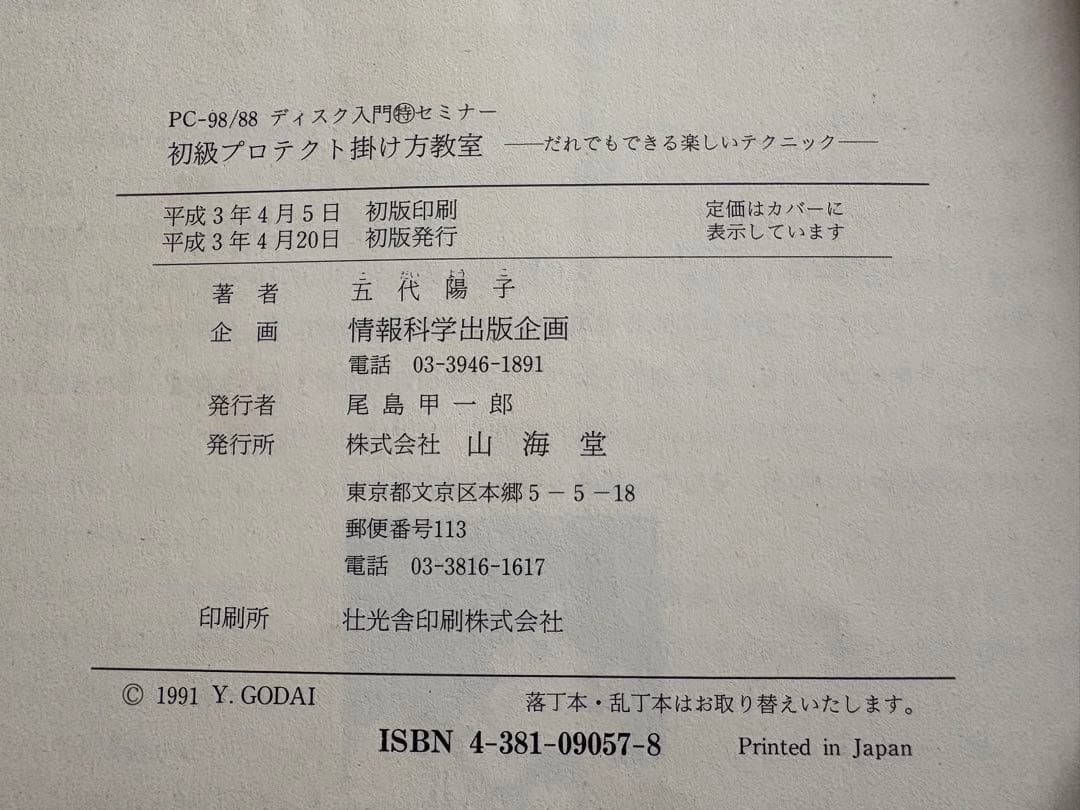 PC-98/88 ディスク入門㊕セミナー
初級プロテクト掛け方教室 ──だれでもできる楽しいテクニック──
平成3年4月5日 初版印刷
平成3年4月20日 初版発行
定価はカバーに
表示しています
著者 五代陽子
ごだいようこ
企画 情報科学出版企画
電話 03-3946-1891
発行者 尾島甲一郎
発行所 株式会社 山海堂
東京都文京区本郷5-5-18
郵便番号113
電話 03-3816-1617
印刷所 壮光舎印刷株式会社
© 1991 Y. GODAI
落丁本・乱丁本はお取り替えいたします。
ISBN 4-381-09057-8 Printed in Japan